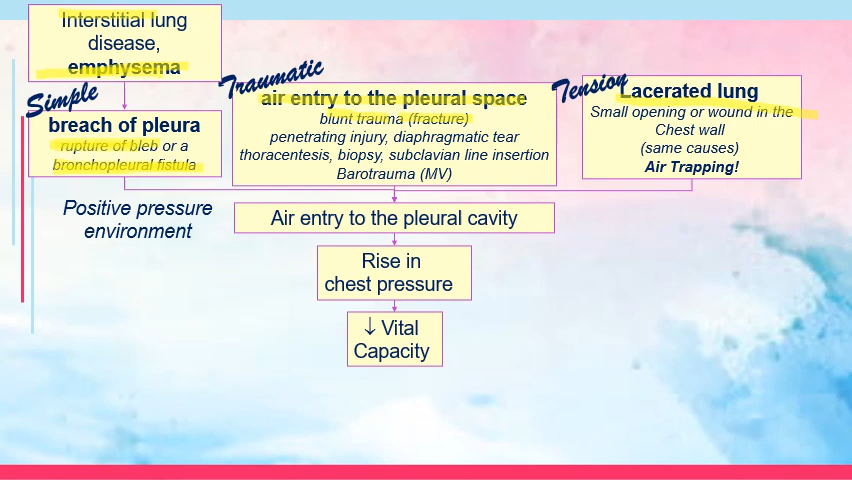 Interstitial lung
disease,
emphysema
Simple
breach of pleura
rupture of bleb or a
bronchopleural fistula
Traumatic
air entry to the pleural space
blunt trauma (fracture)
penetrating injury, diaphragmatic tear
thoracentesis, biopsy, subclavian line insertion
Barotrauma (MV)
Tension
Lacerated lung
Small opening or wound in the
Chest wall
(same causes)
Air Trapping!
Positive pressure
environment
Air entry to the pleural cavity
Rise in
chest pressure
↓ Vital
Capacity